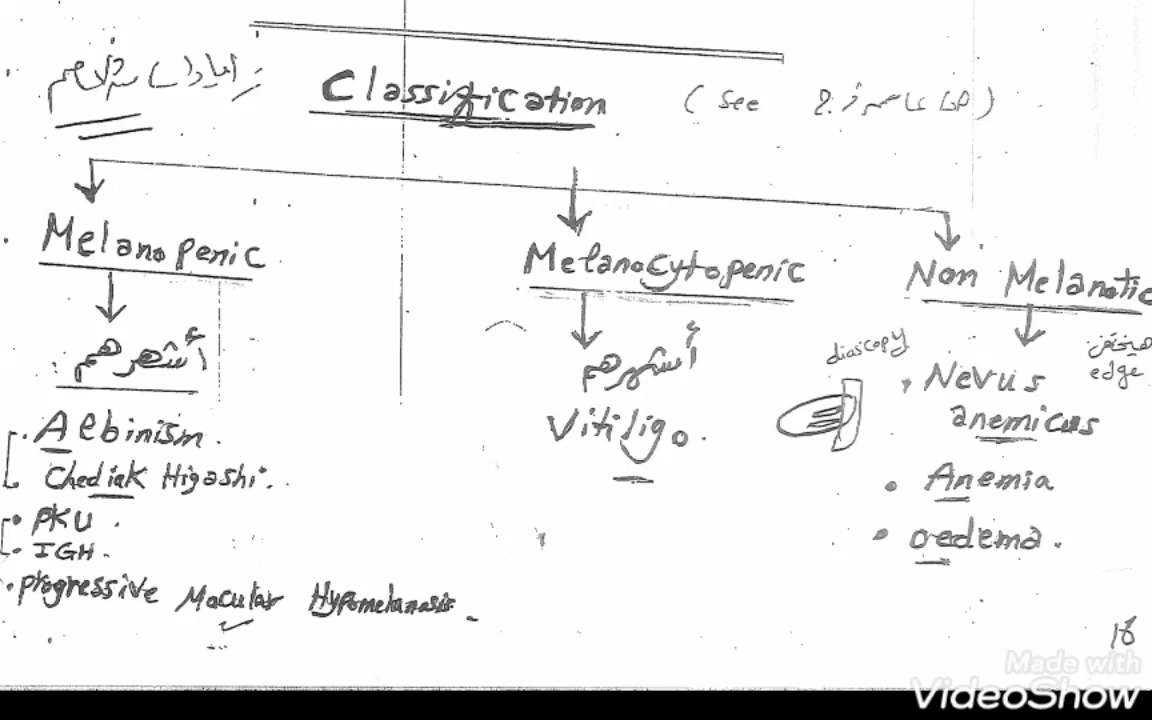 Classification (See
Melanopenic
أشهرهم
Albinism.
Chediak Higashi.
PKU.
IGH.
Progressive Macular Hypomelanosis
Melanocytopenic
أشهرهم
Vitiligo.
Non Melanotic
diascopy
edge
Nevus
anemicus
Anemia
oedema.
18
Made with
VideoShow